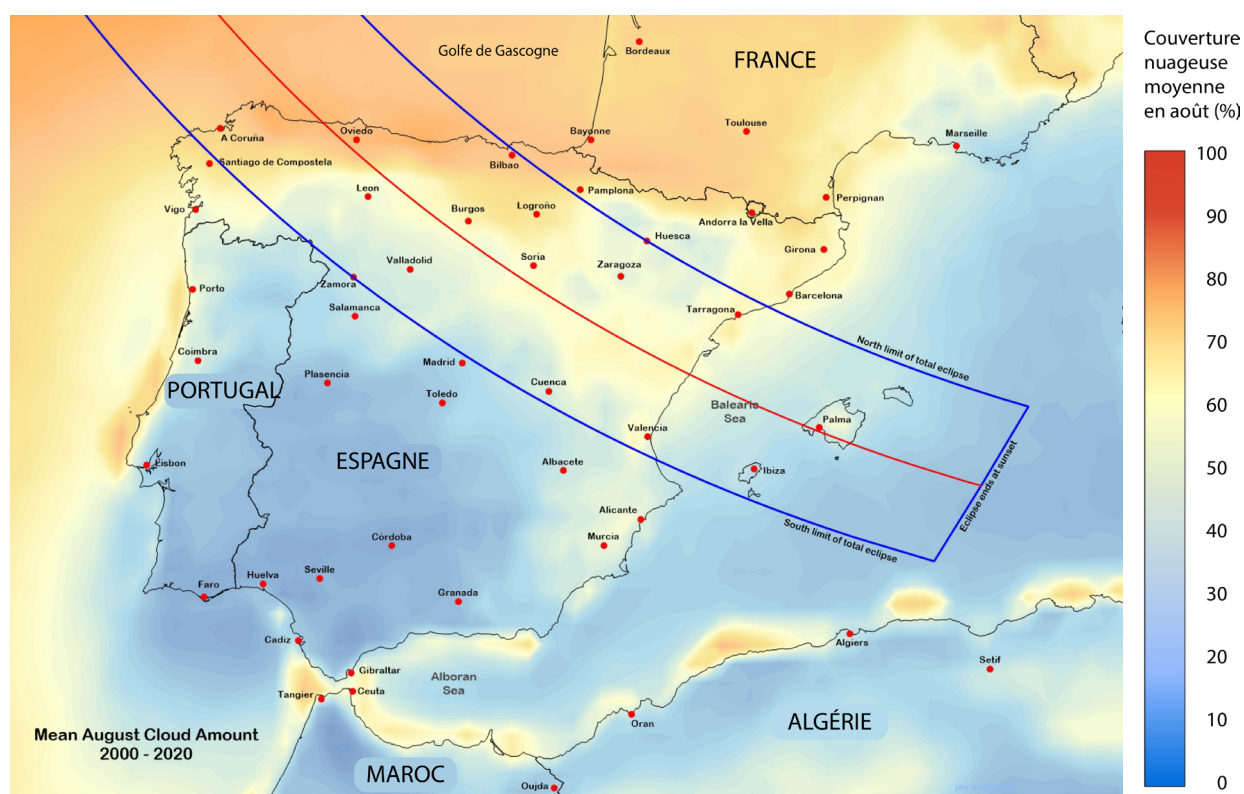 Golfe de Gascogne
Bordeaux
FRANCE
Couverture
nuageuse
moyenne
en août (%)
Toulouse
Marseille
A Coruña
Oviedo
Bayonne
Bilbao
Santiago de Compostela
Leon
Pamplona
Perpignan
Vigo
Burgos
Logroño
Andorra la Vella
Huesca
Girona
Valladolid
Soria
Zaragoza
Zamora
Porto
Salamanca
Barcelona
Tarragona
Coimbra
Madrid
North limit of total eclipse
PORTUGAL
Plasencia
Toledo
Cuenca
Balearic
Sea
Palma
Valencia
Lisbon
ESPAGNE
Albacete
Ibiza
Eclipse ends at sunset
Alicante
South limit of total eclipse
Murcia
Cordoba
Faro
Huelva
Seville
Granada
Cadiz
Algiers
Setif
Gibraltar
Alboran
Sea
Tangier
Ceuta
Oran
ALGÉRIE
Mean August Cloud Amount
2000 - 2020
MAROC
Oujda
100
90
80
70
60
50
40
30
20
10
0